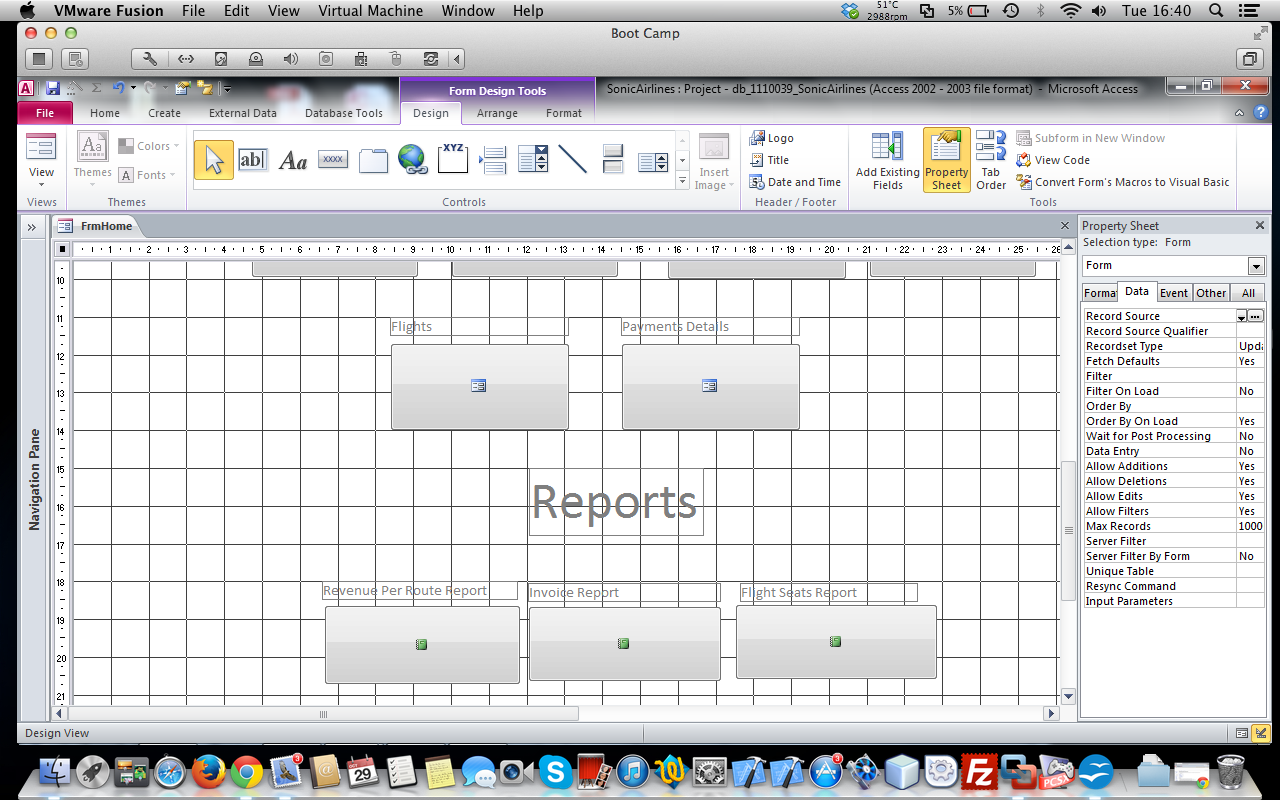 VMware Fusion File Edit View Virtual Machine Window Help 51°C 2988rpm 5% Tue 16:40
Boot Camp
Form Design Tools SonicAirlines : Project - db_1110039_SonicAirlines (Access 2002 - 2003 file format) - Microsoft Access
File Home Create External Data Database Tools Design Arrange Format
View Themes Colors Fonts ab| Aa XXXX XYZ Insert Image Logo Title Date and Time Add Existing Fields Property Sheet Tab Order Subform in New Window View Code Convert Form's Macros to Visual Basic
Views Themes Controls Header / Footer Tools
FrmHome
Navigation Pane
1 2 3 4 5 6 7 8 9 10 11 12 13 14 15 16 17 18 19 20 21 22 23 24 25 26
10
11
12
13
14
15
16
17
18
19
20
21
Flights Payments Details
Reports
Revenue Per Route Report Invoice Report Flight Seats Report
Property Sheet
Selection type: Form
Form
Format Data Event Other All
Record Source
Record Source Qualifier
Recordset Type Upda
Fetch Defaults Yes
Filter
Filter On Load No
Order By
Order By On Load Yes
Wait for Post Processing No
Data Entry No
Allow Additions Yes
Allow Deletions Yes
Allow Edits Yes
Allow Filters Yes
Max Records 1000
Server Filter
Server Filter By Form No
Unique Table
Resync Command
Input Parameters
Design View
3 OCT 29 3 FZ